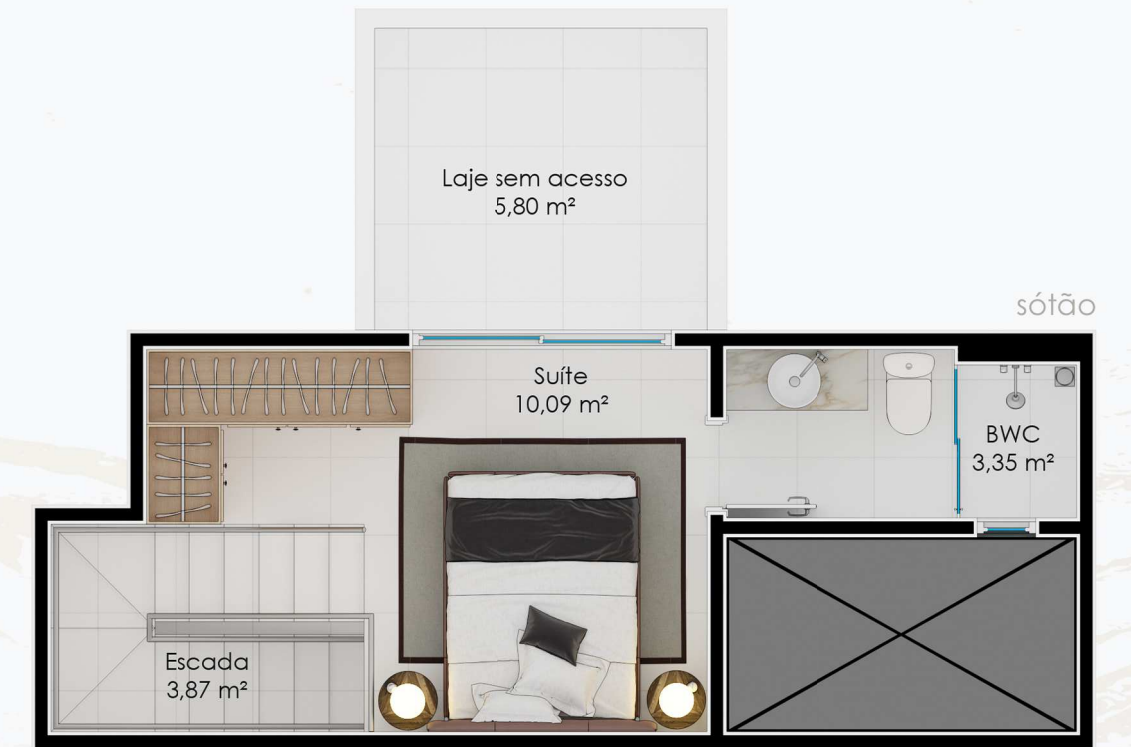 Laje sem acesso
5,80 m²
sótão
Suíte
10,09 m²
BWC
3,35 m²
Escada
3,87 m²